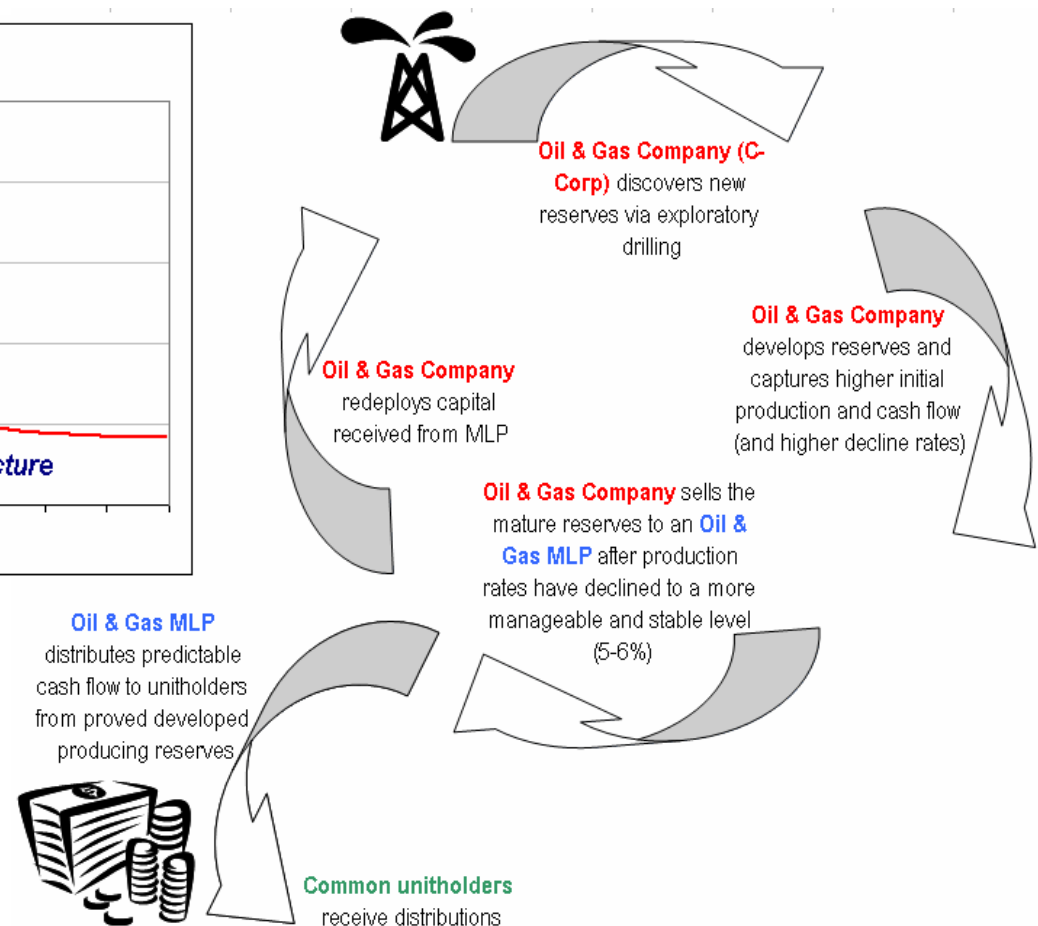 Oil & Gas Company (C-
Corp) discovers new
reserves via exploratory
drilling
Oil & Gas Company
develops reserves and
captures higher initial
production and cash flow
(and higher decline rates)
Oil & Gas Company
redeploys capital
received from MLP
Oil & Gas Company sells the
mature reserves to an Oil &
Gas MLP after production
rates have declined to a more
manageable and stable level
(5-6%)
Oil & Gas MLP
distributes predictable
cash flow to unitholders
from proved developed
producing reserves
Common unitholders
receive distributions